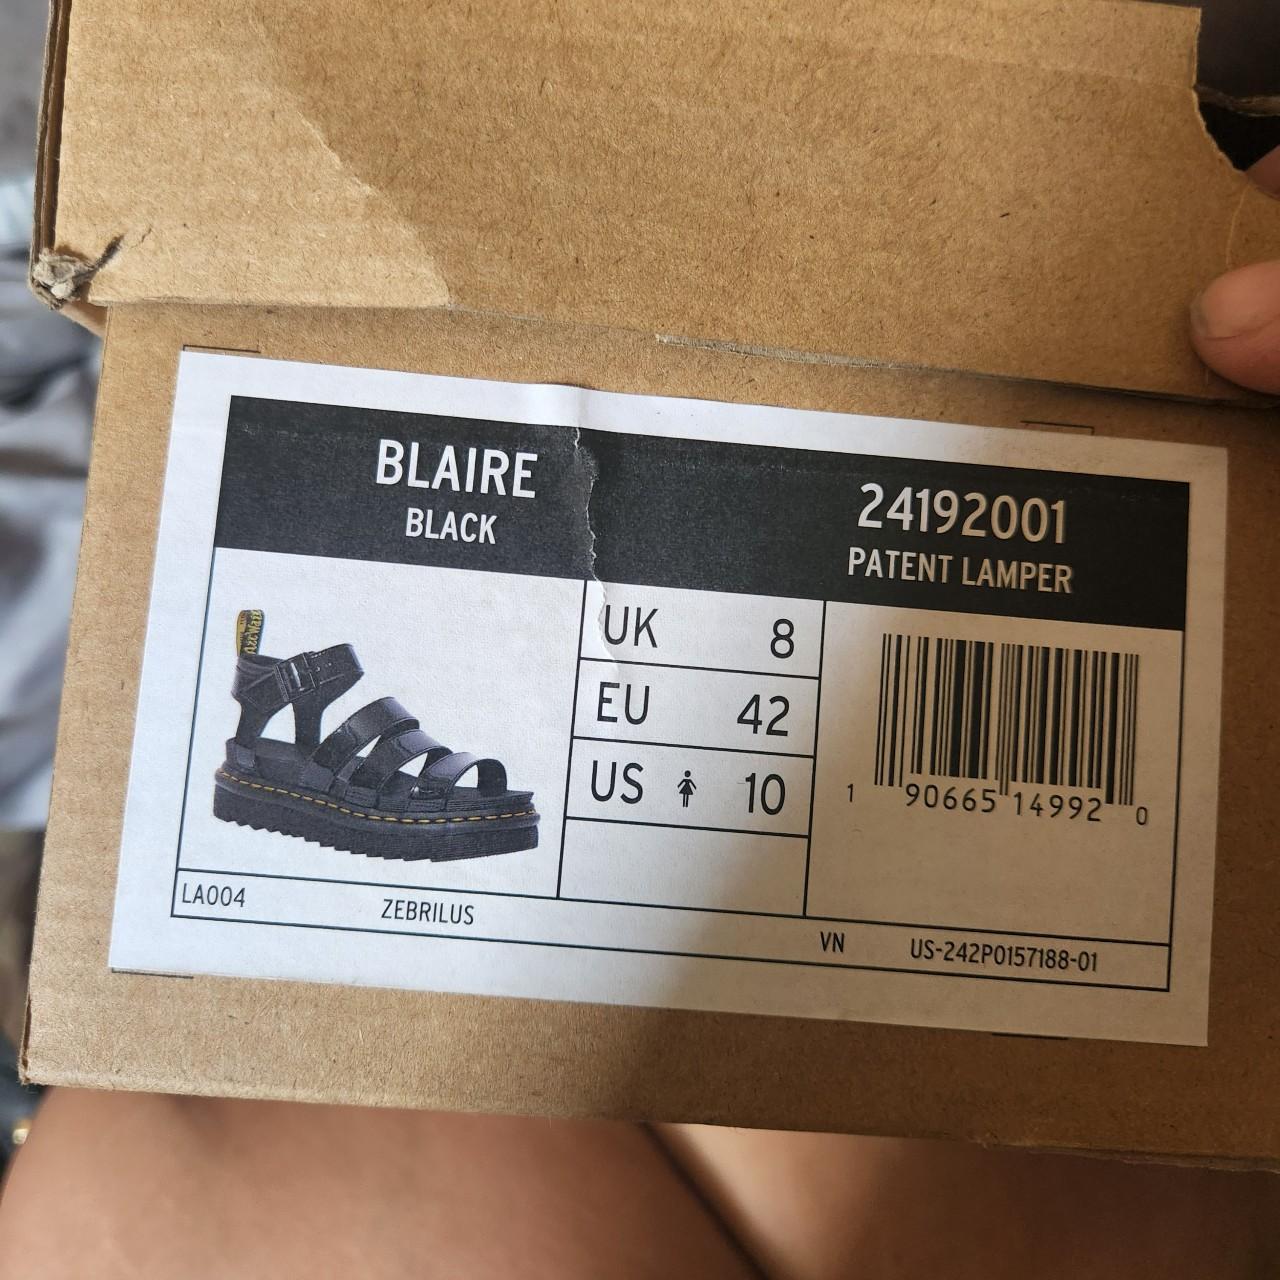 BLAIRE
BLACK
24192001
PATENT LAMPER
UK 8
EU 42
US 10
1 90665 14992 0
LA004 ZEBRILUS
VN US-242P0157188-01